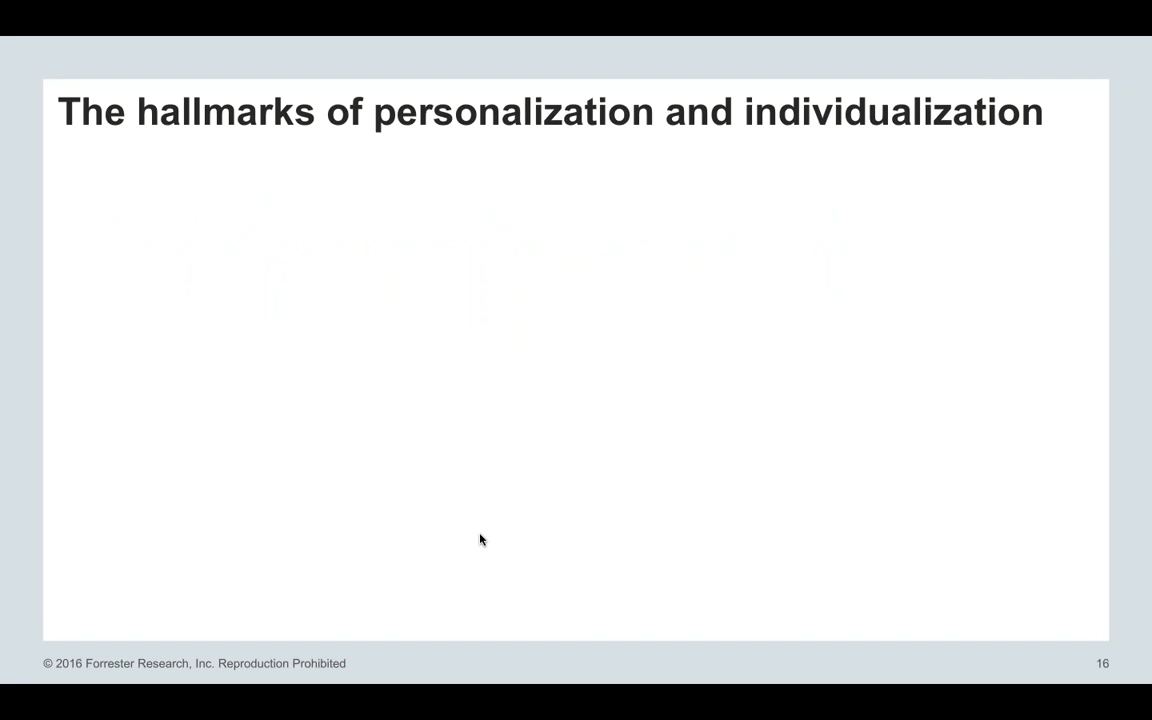 The hallmarks of personalization and individualization
© 2016 Forrester Research, Inc. Reproduction Prohibited
16